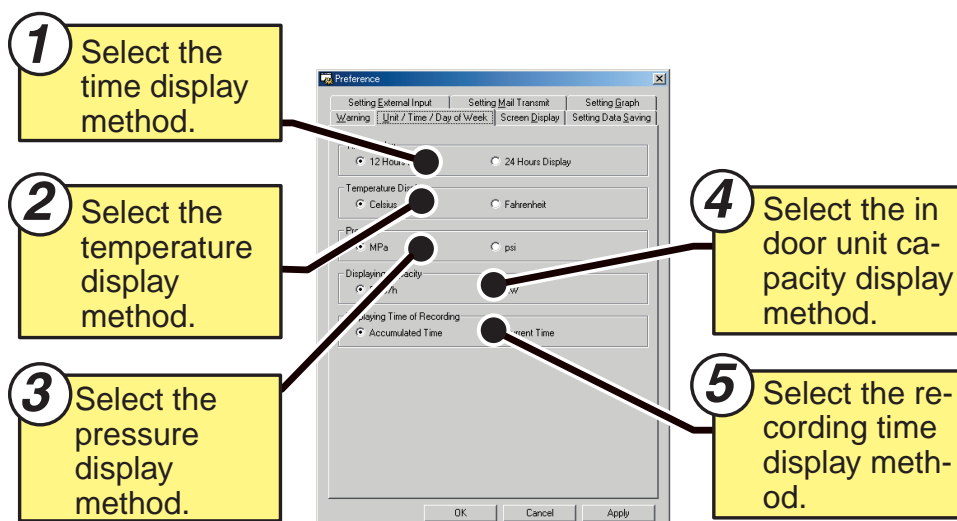 1
Select the
time display
method.
2
Select the
temperature
display
method.
3
Select the
pressure
display
method.
Preference
Setting External Input Setting Mail Transmit Setting Graph
Warning Unit / Time / Day of Week Screen Display Setting Data Saving
12 Hours 24 Hours Display
Temperature
Celsius Fahrenheit
MPa psi
Displaying
Accumulated Time Time
Time of Recording
OK Cancel Apply
4
Select the in
door unit ca-
pacity display
method.
5
Select the re-
cording time
display meth-
od.